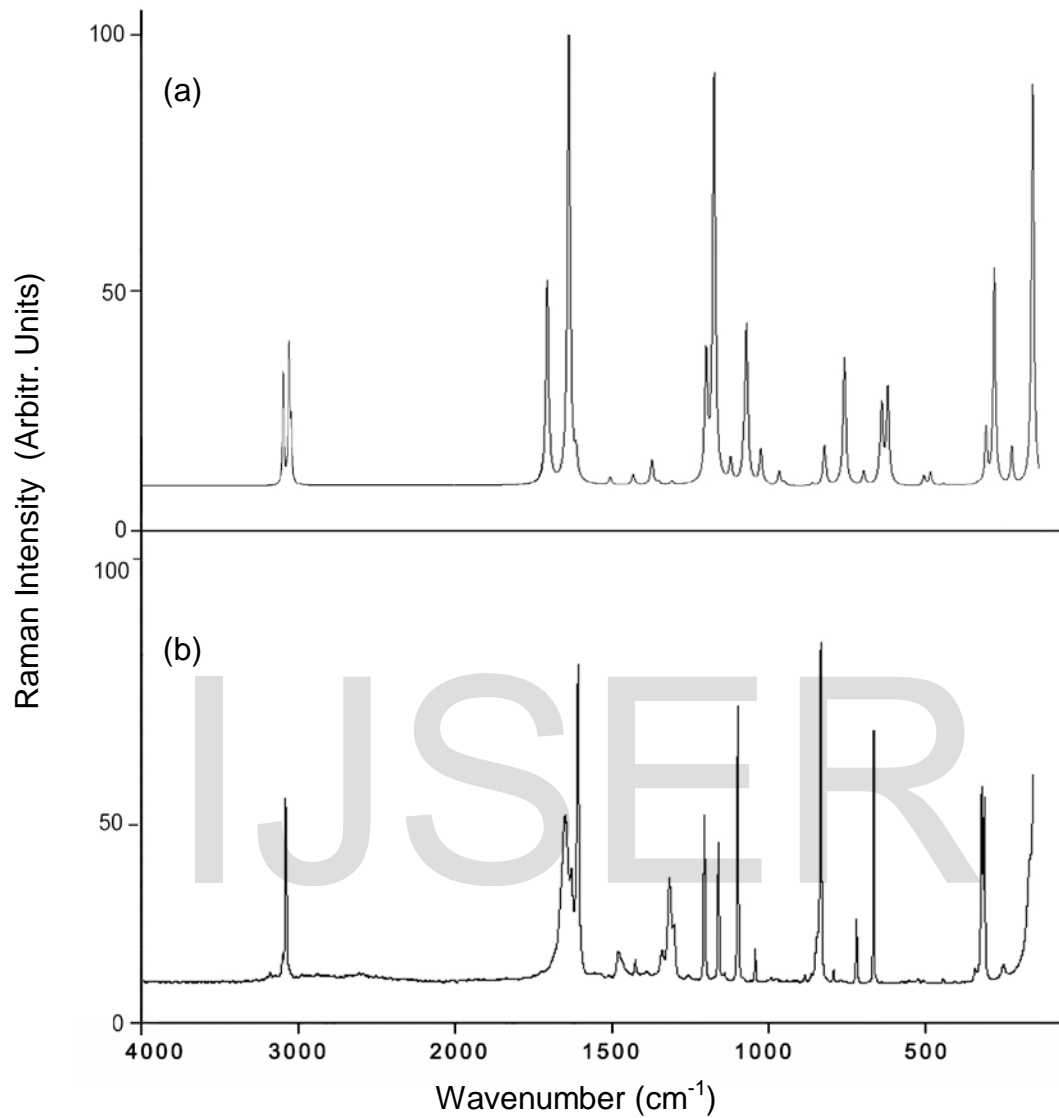 100
(a)
50
0
100
(b)
50
0
Raman Intensity (Arbitr. Units)
IJSER
4000 3000 2000 1500 1000 500
Wavenumber (cm⁻¹)